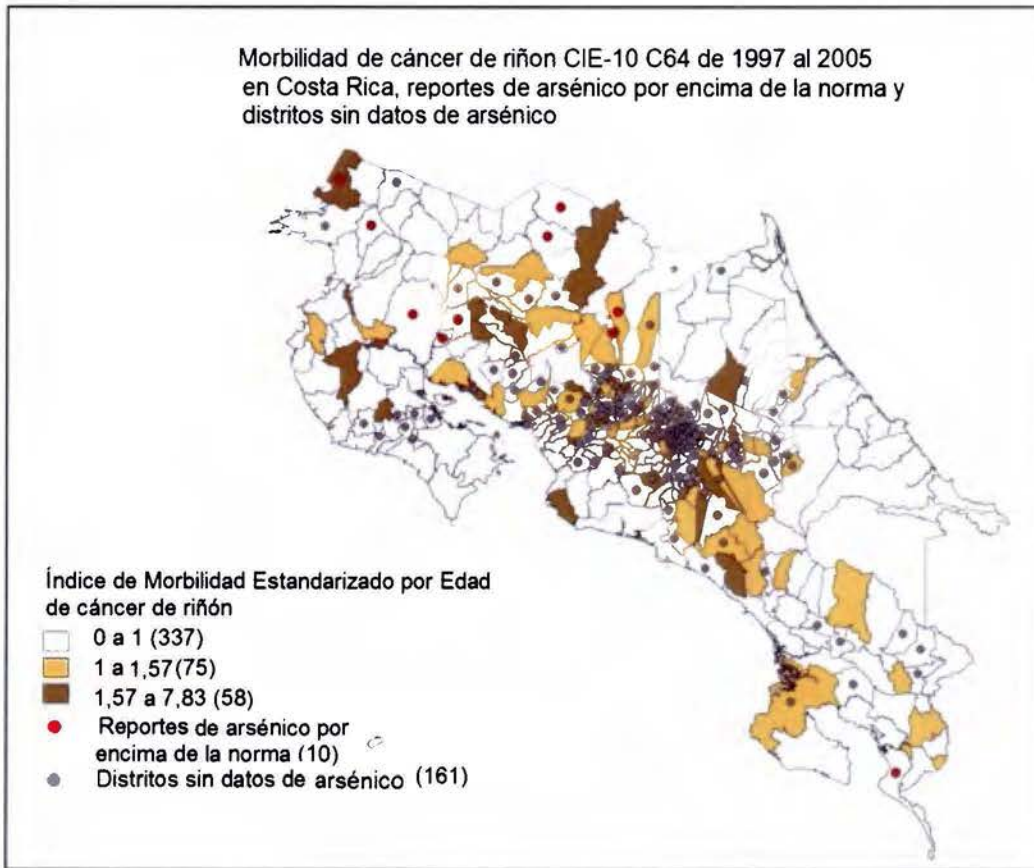 Morbilidad de cáncer de riñon CIE-10 C64 de 1997 al 2005
en Costa Rica, reportes de arsénico por encima de la norma y
distritos sin datos de arsénico
Índice de Morbilidad Estandarizado por Edad
de cáncer de riñón
0 a 1 (337)
1 a 1,57 (75)
1,57 a 7,83 (58)
Reportes de arsénico por
encima de la norma (10)
Distritos sin datos de arsénico (161)